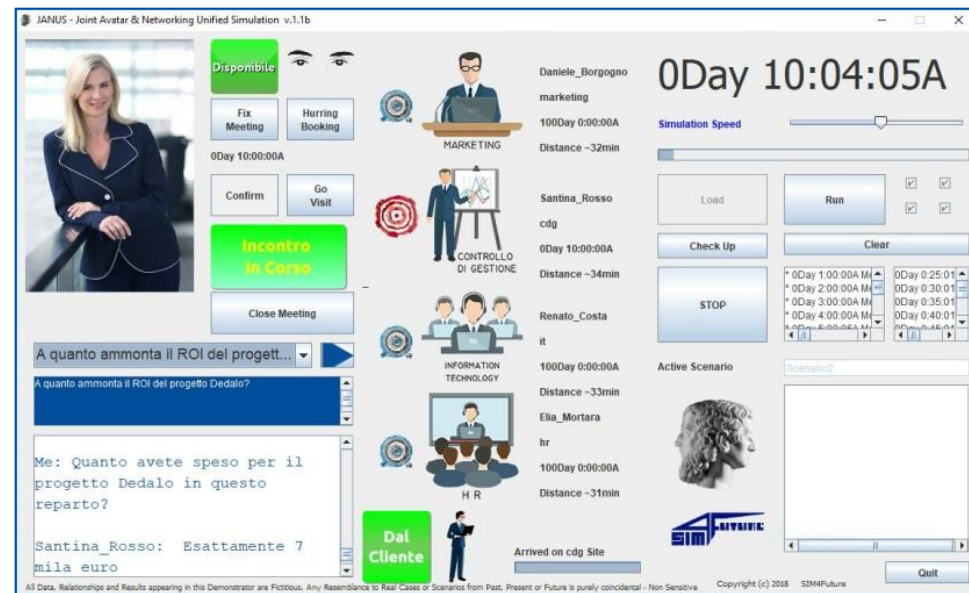 JANUS - Joint Avatar & Networking Unified Simulation v.1.1b
Disponibile
Fix
Meeting
Hurring
Booking
0Day 10:00:00A
Confirm
Go
Visit
Incontro
In Corso
Close Meeting
A quanto ammonta il ROI del progett...
A quanto ammonta il ROI del progetto Dedalo?
Me: Quanto avete speso per il
progetto Dedalo in questo
reparto?
Santina_Rosso: Esattamente 7
mila euro
MARKETING
Daniele_Borgogno
marketing
100Day 0:00:00A
Distance ~32min
CONTROLLO
DI GESTIONE
Santina_Rosso
cdg
0Day 10:00:00A
Distance ~34min
INFORMATION
TECHNOLOGY
Renato_Costa
it
100Day 0:00:00A
Distance ~33min
H R
Elia_Mortara
hr
100Day 0:00:00A
Distance ~31min
Dal
Cliente
Arrived on cdg Site
0Day 10:04:05A
Simulation Speed
Load
Run
Check Up
Clear
STOP
* 0Day 1:00:00A
* 0Day 2:00:00A
* 0Day 3:00:00A
* 0Day 4:00:00A
0Day 0:25:01
0Day 0:30:01
0Day 0:35:01
0Day 0:40:01
Active Scenario
Scenario2
SIM FUTURE
Quit
All Data, Relationships and Results appearing in this Demonstrator are Fictitious. Any Resemblance to Real Cases or Scenarios from Past, Present or Future is purely coincidental - Non Sensitive
Copyright (c) 2018 SIM4Future